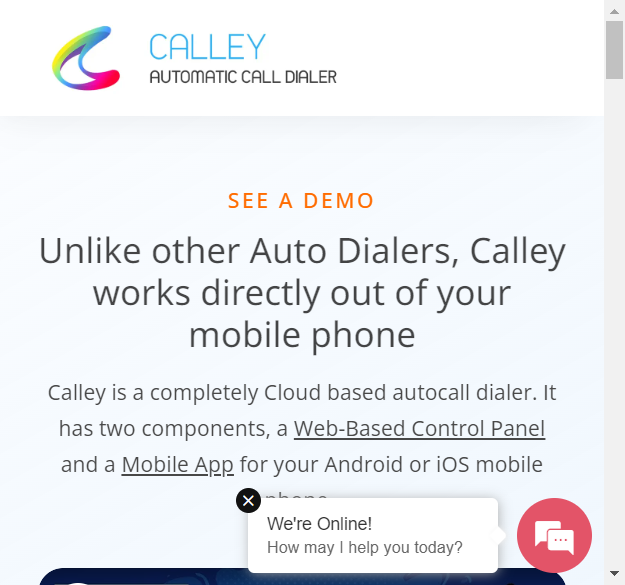 CALLEY
AUTOMATIC CALL DIALER
SEE A DEMO
Unlike other Auto Dialers, Calley
works directly out of your
mobile phone
Calley is a completely Cloud based autocall dialer. It
has two components, a Web-Based Control Panel
and a Mobile App for your Android or iOS mobile
phone
We're Online!
How may I help you today?